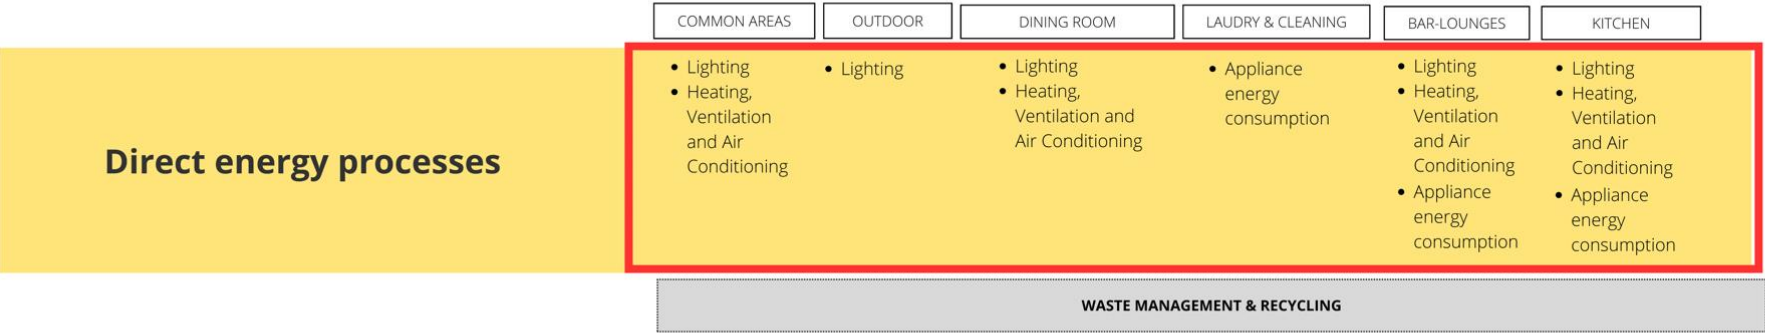 COMMON AREAS
OUTDOOR
DINING ROOM
LAUDRY & CLEANING
BAR-LOUNGES
KITCHEN
Direct energy processes
• Lighting
• Heating,
Ventilation
and Air
Conditioning
• Lighting
• Lighting
• Heating,
Ventilation and
Air Conditioning
• Appliance
energy
consumption
• Lighting
• Heating,
Ventilation
and Air
Conditioning
• Appliance
energy
consumption
• Lighting
• Heating,
Ventilation
and Air
Conditioning
• Appliance
energy
consumption
WASTE MANAGEMENT & RECYCLING